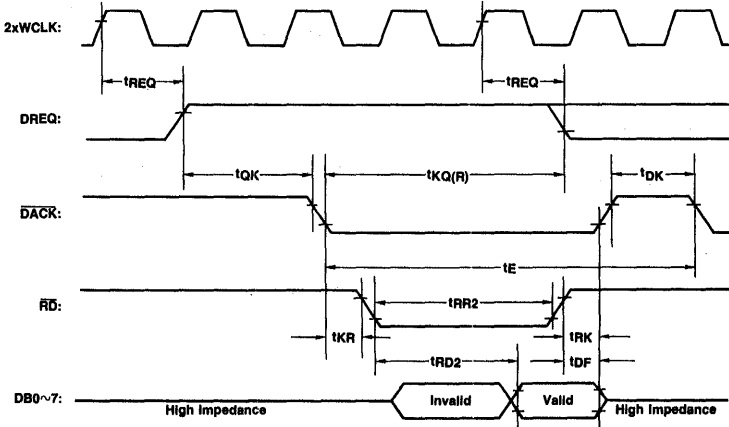 2xWCLK:
tREQ tREQ
DREQ:
tQK tKQ(R) tDK
DACK:
tE
RD:
tRR2
tKR tRK
tRD2 tDF
DB0~7:
Invalid Valid
High Impedance High Impedance